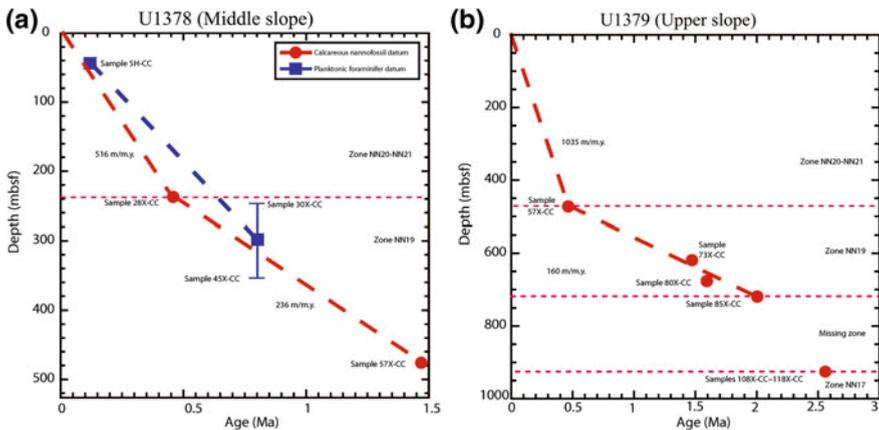 (a)
U1378 (Middle slope)
0
100
200
300
400
500
Depth (mbsf)
Sample 5H-CC
Calcareous nannofossil datum
Planktonic foraminifer datum
516 m/m.y.
Zone NN20-NN21
Sample 28X-CC
Sample 30X-CC
Zone NN19
Sample 45X-CC
236 m/m.y.
Sample 57X-CC
0
0.5
1
1.5
Age (Ma)
(b)
U1379 (Upper slope)
0
200
400
600
800
1000
Depth (mbsf)
1035 m/m.y.
Zone NN20-NN21
Sample
57X-CC
Sample
73X-CC
Zone NN19
160 m/m.y.
Sample 80X-CC
Sample 85X-CC
Missing zone
Samples 108X-CC–118X-CC
Zone NN17
0
0.5
1
1.5
2
2.5
3
Age (Ma)